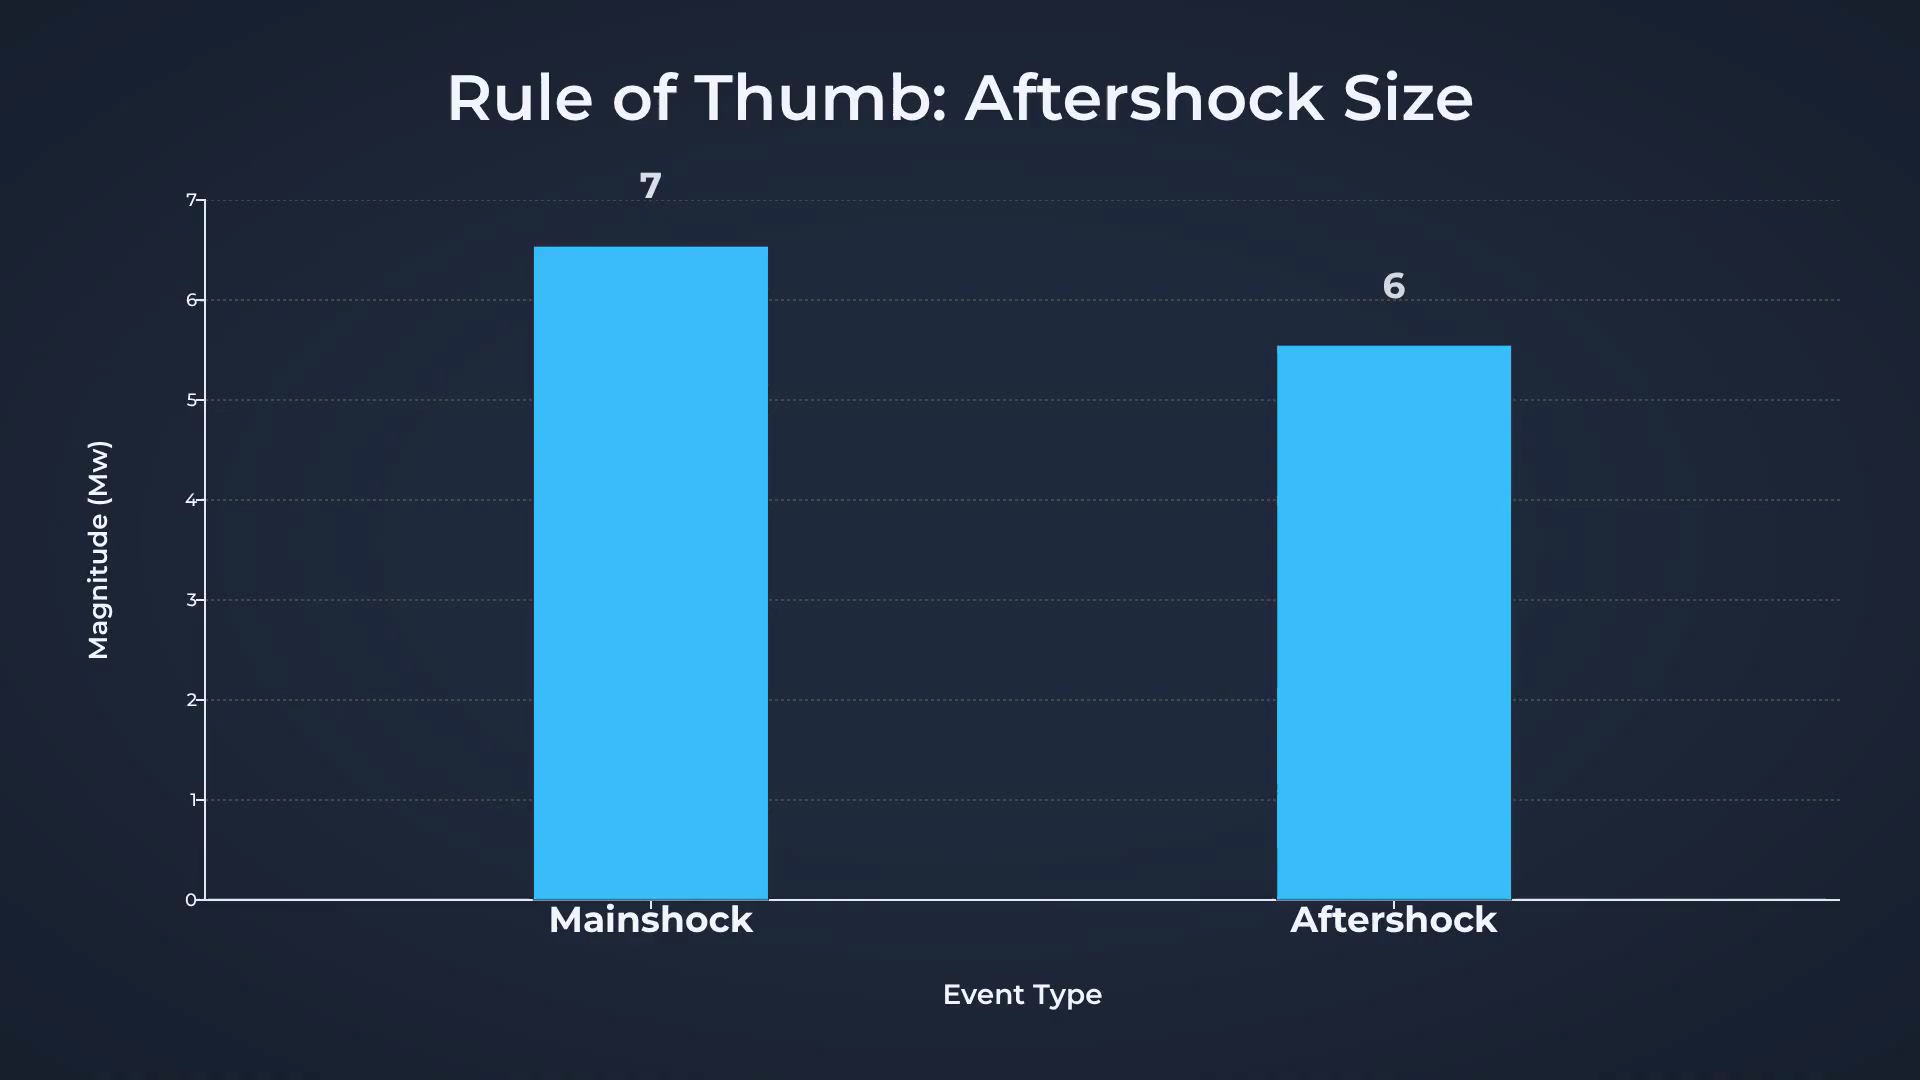 Rule of Thumb: Aftershock Size
7
6
7
6
5
4
3
2
1
0
Magnitude (Mw)
Mainshock
Aftershock
Event Type